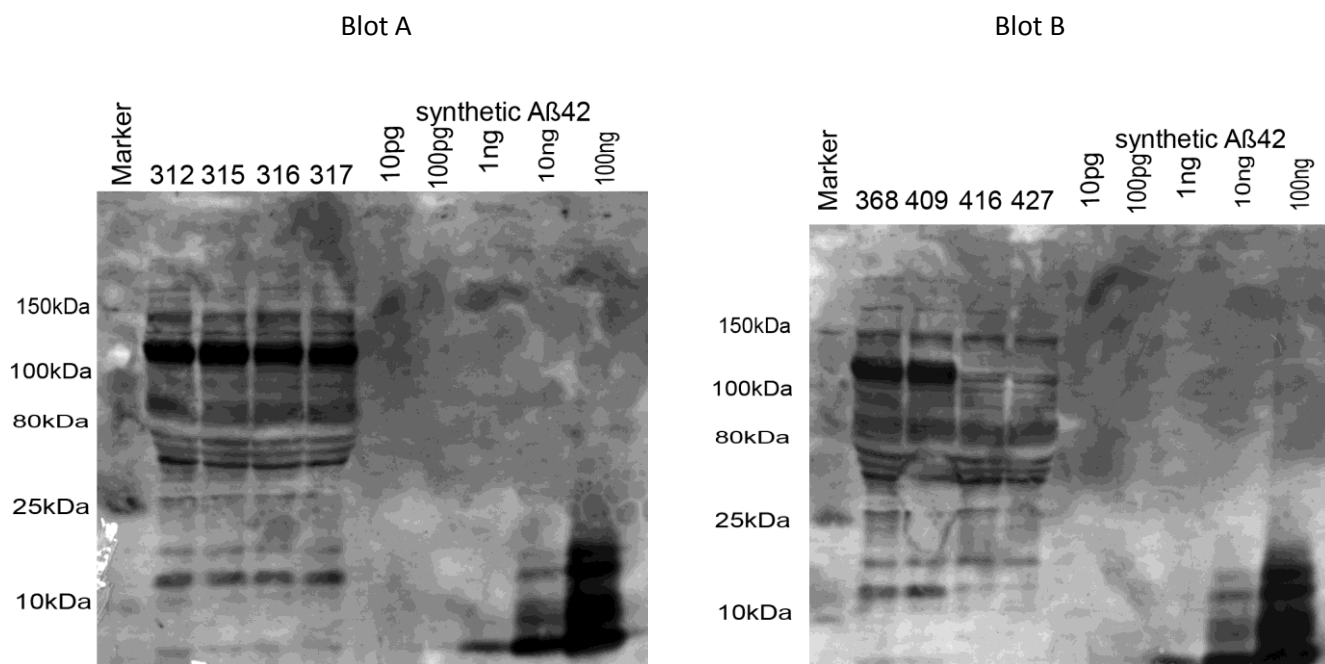 Blot A
Marker
312 315 316 317
synthetic Aß42
10pg 100pg 1ng 10ng 100ng
150kDa
100kDa
80kDa
25kDa
10kDa
Blot B
Marker
368 409 416 427
synthetic Aß42
10pg 100pg 1ng 10ng 100ng
150kDa
100kDa
80kDa
25kDa
10kDa